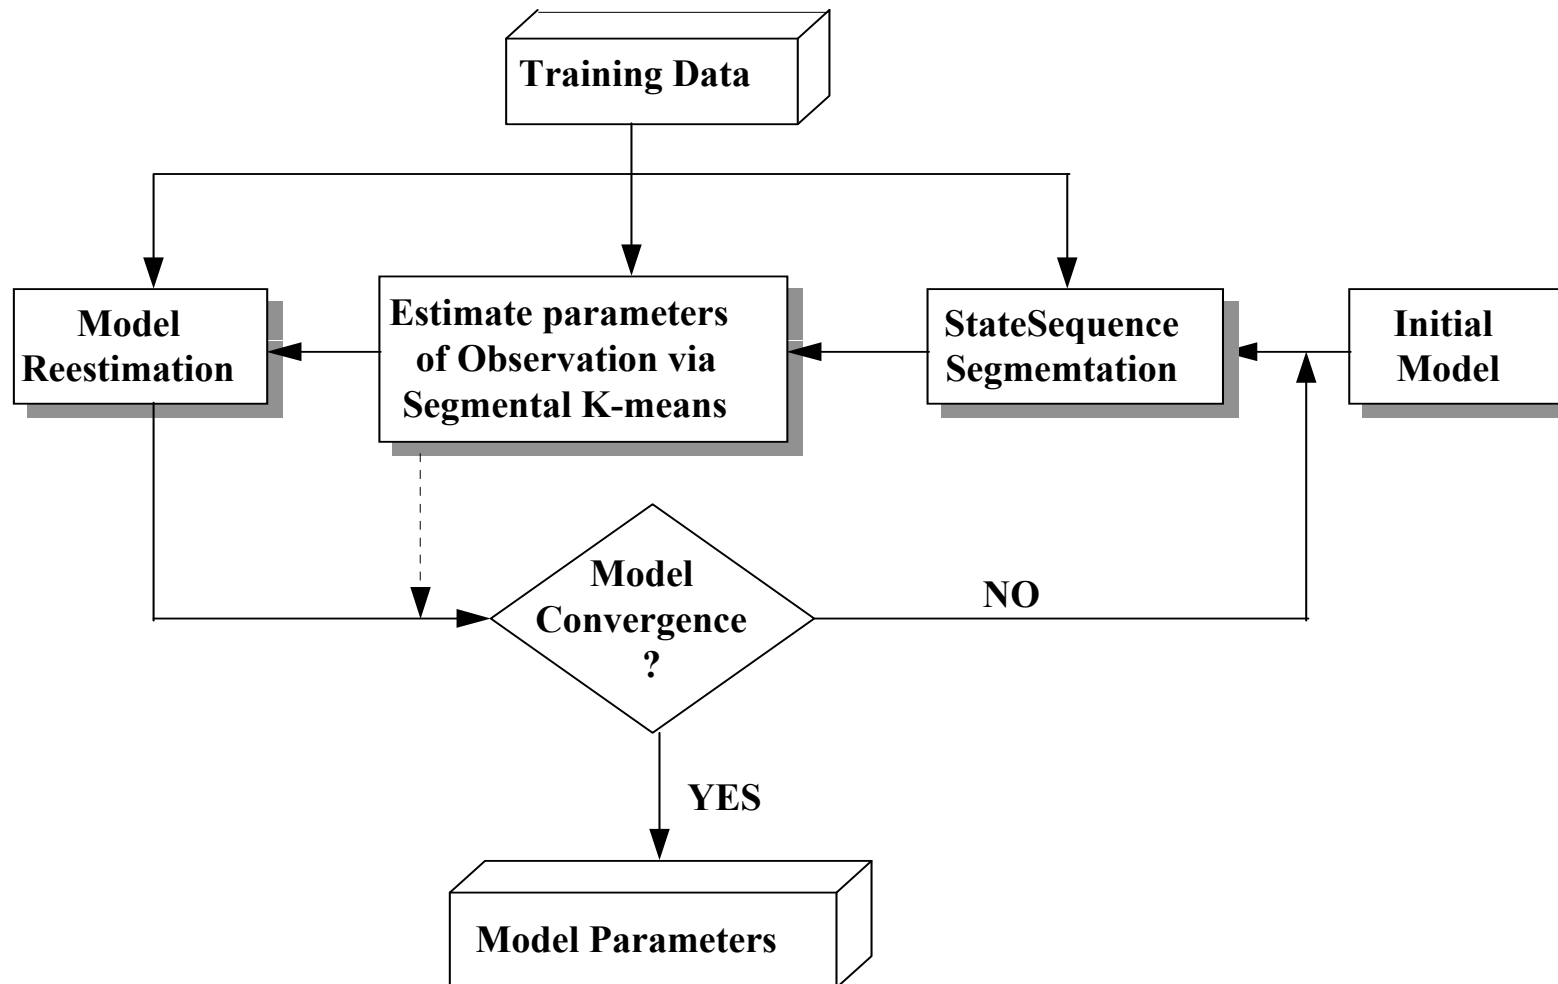 Training Data
Model
Reestimation
Estimate parameters
of Observation via
Segmental K-means
StateSequence
Segmemtation
Initial
Model
Model
Convergence
?
NO
YES
Model Parameters